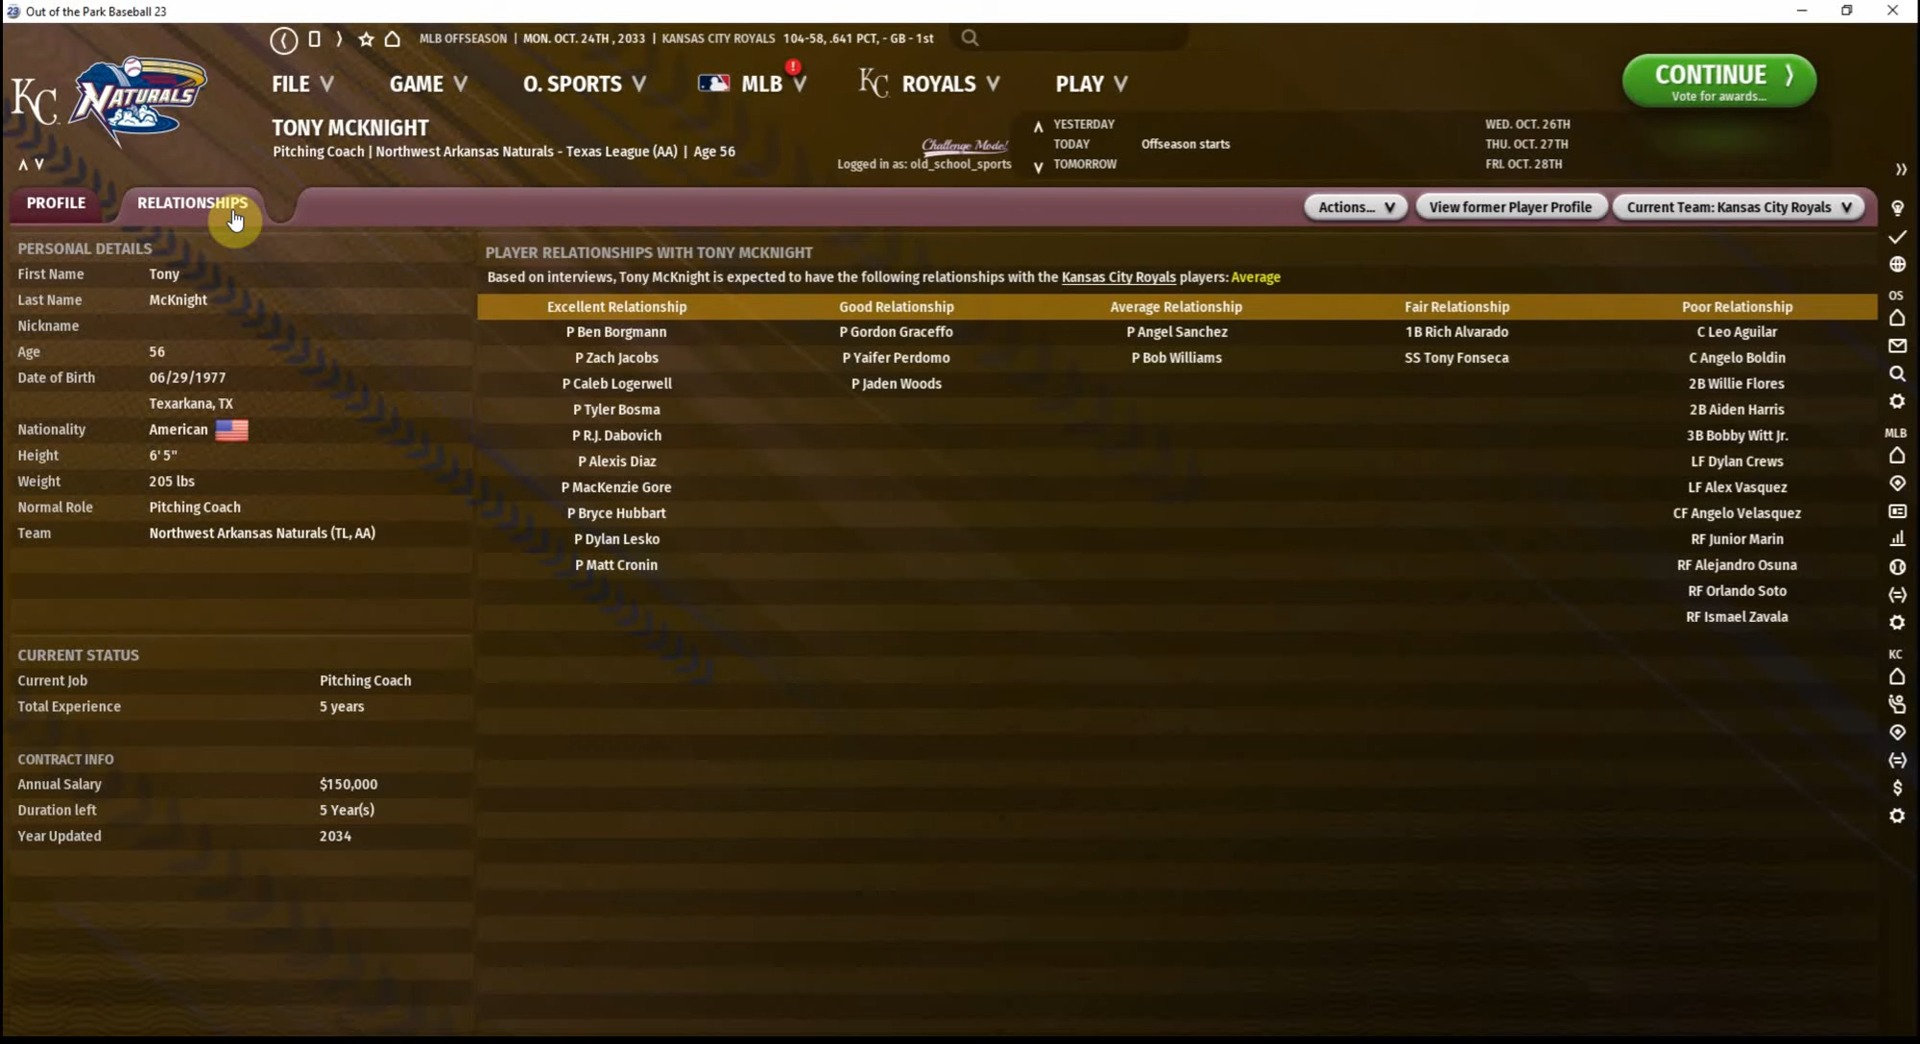 Out of the Park Baseball 23
MLB OFFSEASON | MON. OCT. 24TH , 2033 | KANSAS CITY ROYALS 104-58, .641 PCT, - GB - 1st
KC NATURALS
FILE GAME O. SPORTS MLB KC ROYALS PLAY
CONTINUE
Vote for awards...
TONY MCKNIGHT
Pitching Coach | Northwest Arkansas Naturals - Texas League (AA) | Age 56
Challenge Mode!
Logged in as: old_school_sports
YESTERDAY
TODAY Offseason starts
TOMORROW
WED. OCT. 26TH
THU. OCT. 27TH
FRI. OCT. 28TH
PROFILE RELATIONSHIPS
Actions... View former Player Profile Current Team: Kansas City Royals
PERSONAL DETAILS
First Name Tony
Last Name McKnight
Nickname
Age 56
Date of Birth 06/29/1977
Texarkana, TX
Nationality American
Height 6' 5"
Weight 205 lbs
Normal Role Pitching Coach
Team Northwest Arkansas Naturals (TL, AA)
CURRENT STATUS
Current Job Pitching Coach
Total Experience 5 years
CONTRACT INFO
Annual Salary $150,000
Duration left 5 Year(s)
Year Updated 2034
PLAYER RELATIONSHIPS WITH TONY MCKNIGHT
Based on interviews, Tony McKnight is expected to have the following relationships with the Kansas City Royals players: Average
Excellent Relationship Good Relationship Average Relationship Fair Relationship Poor Relationship
P Ben Borgmann P Gordon Graceffo P Angel Sanchez 1B Rich Alvarado C Leo Aguilar
P Zach Jacobs P Yaifer Perdomo P Bob Williams SS Tony Fonseca C Angelo Boldin
P Caleb Logerwell P Jaden Woods 2B Willie Flores
P Tyler Bosma 2B Aiden Harris
P R.J. Dabovich 3B Bobby Witt Jr.
P Alexis Diaz LF Dylan Crews
P MacKenzie Gore LF Alex Vasquez
P Bryce Hubbart CF Angelo Velasquez
P Dylan Lesko RF Junior Marin
P Matt Cronin RF Alejandro Osuna
RF Orlando Soto
RF Ismael Zavala
OS
MLB
KC